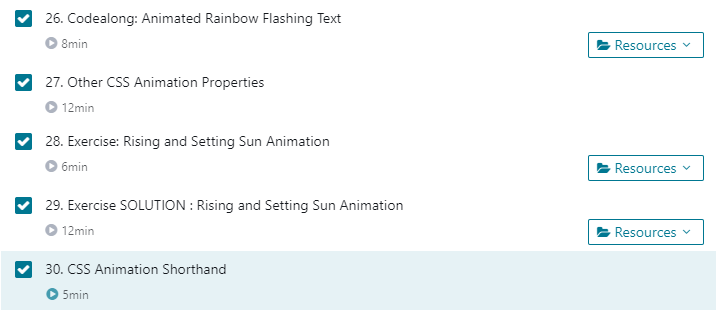 26. Codealong: Animated Rainbow Flashing Text
8min
Resources
27. Other CSS Animation Properties
12min
28. Exercise: Rising and Setting Sun Animation
6min
Resources
29. Exercise SOLUTION : Rising and Setting Sun Animation
12min
Resources
30. CSS Animation Shorthand
5min